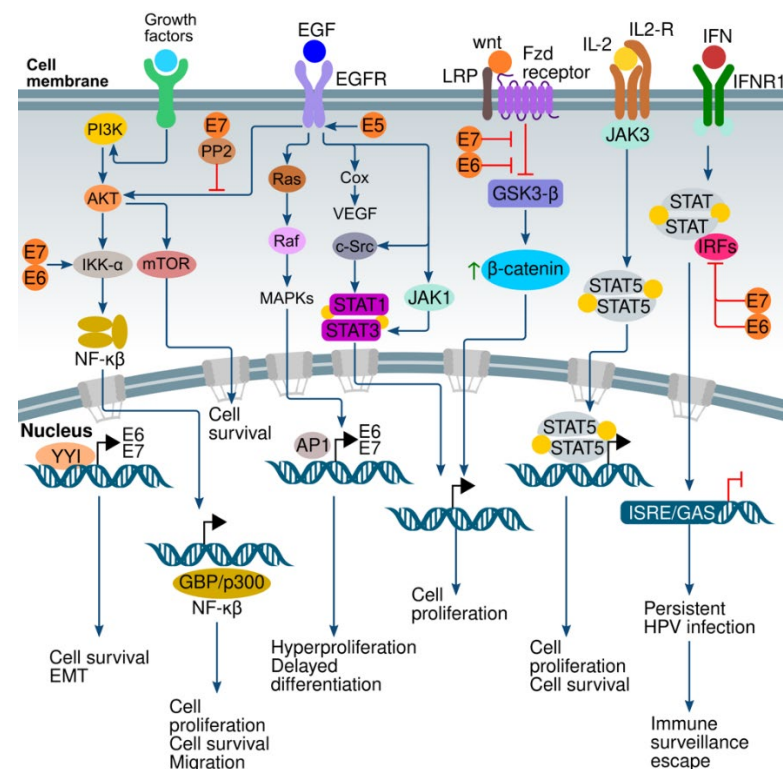 Growth
factors
EGF
wnt
Fzd
receptor
IL-2
IL2-R
IFN
Cell
membrane
EGFR
LRP
IFNR1
PI3K
E7
PP2
E5
JAK3
E7
E6
AKT
Ras
Cox
VEGF
GSK3-β
STAT
STAT
IRFs
E7
E6
IKK-α
mTOR
Raf
c-Src
↑ β-catenin
MAPKs
STAT1
STAT3
JAK1
STAT5
STAT5
E7
E6
NF-κβ
Cell
survival
Nucleus
YYI
E6
E7
AP1
E6
E7
STAT5
STAT5
ISRE/GAS
GBP/p300
NF-κβ
Cell
proliferation
Persistent
HPV infection
Cell survival
EMT
Hyperproliferation
Delayed
differentiation
Cell
proliferation
Cell survival
Cell
proliferation
Cell survival
Migration
Immune
surveillance
escape